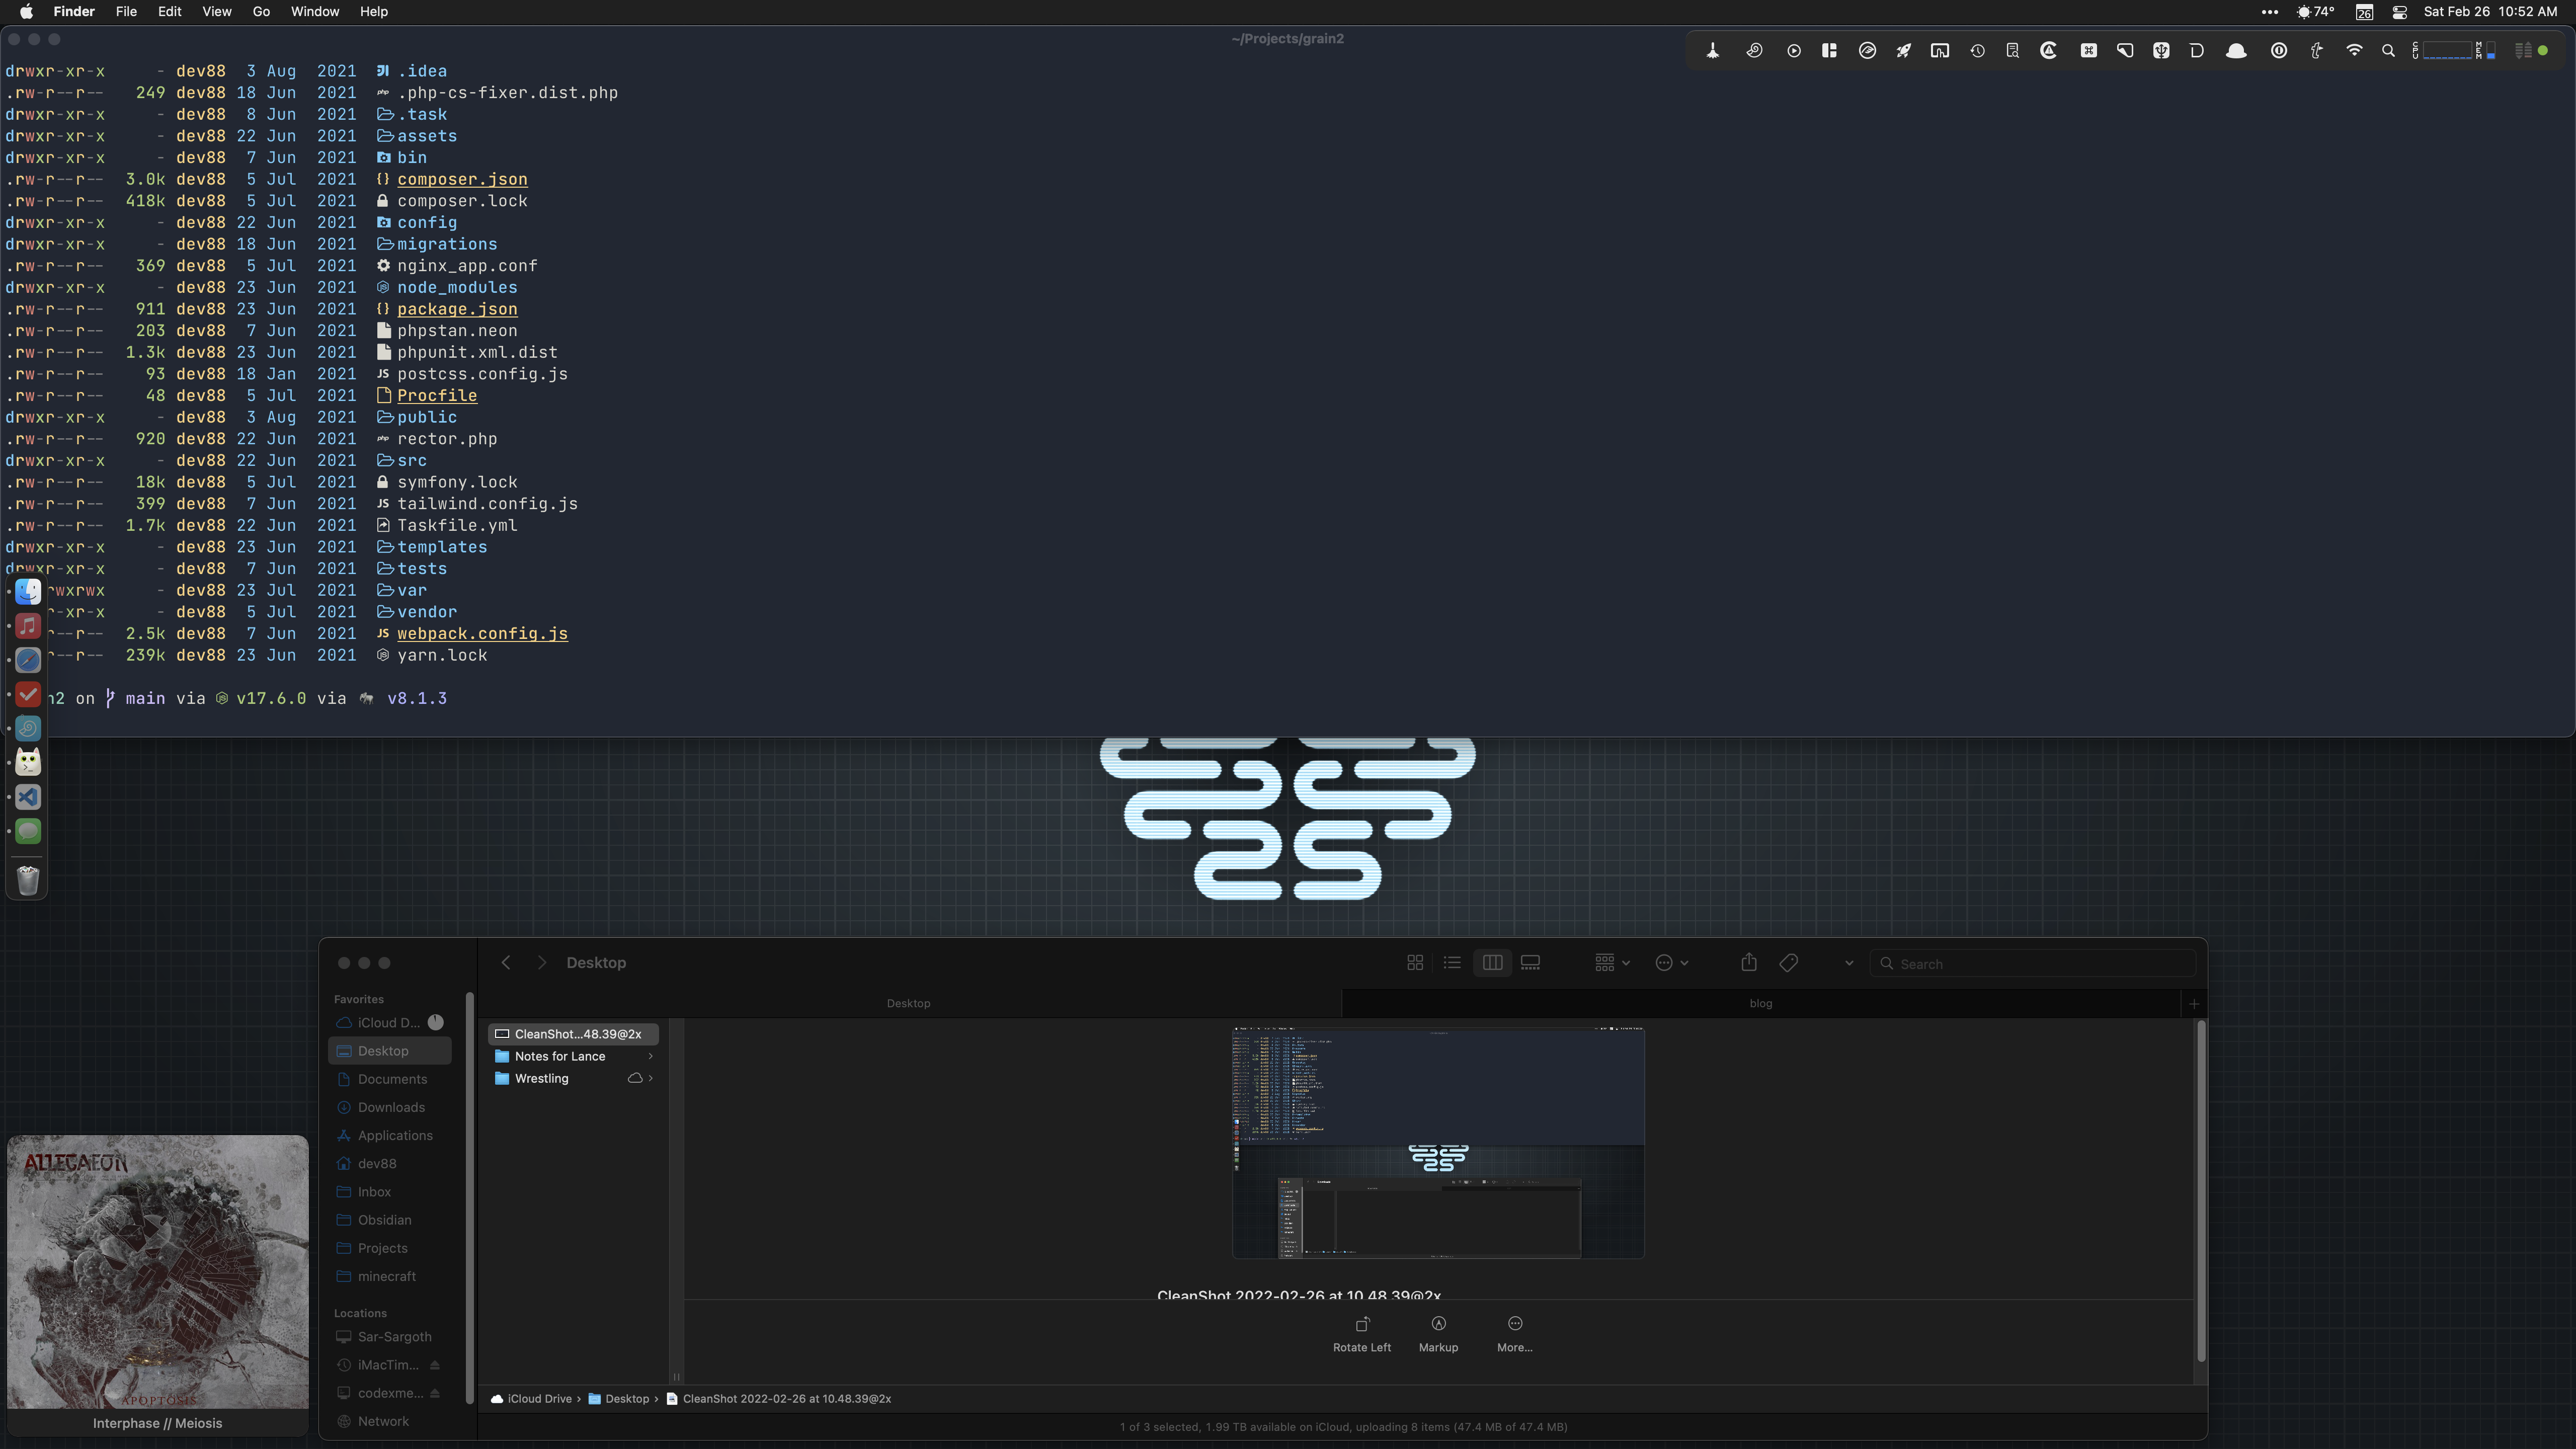 Finder File Edit View Go Window Help
74° 26 Sat Feb 26 10:52 AM
~/Projects/grain2
CPU MEM
drwxr-xr-x - dev88 3 Aug 2021 .idea
.rw-r--r-- 249 dev88 18 Jun 2021 php .php-cs-fixer.dist.php
drwxr-xr-x - dev88 8 Jun 2021 .task
drwxr-xr-x - dev88 22 Jun 2021 assets
drwxr-xr-x - dev88 7 Jun 2021 bin
.rw-r--r-- 3.0k dev88 5 Jul 2021 {} composer.json
.rw-r--r-- 418k dev88 5 Jul 2021 composer.lock
drwxr-xr-x - dev88 22 Jun 2021 config
drwxr-xr-x - dev88 18 Jun 2021 migrations
.rw-r--r-- 369 dev88 5 Jul 2021 nginx_app.conf
drwxr-xr-x - dev88 23 Jun 2021 node_modules
.rw-r--r-- 911 dev88 23 Jun 2021 {} package.json
.rw-r--r-- 203 dev88 7 Jun 2021 phpstan.neon
.rw-r--r-- 1.3k dev88 23 Jun 2021 phpunit.xml.dist
.rw-r--r-- 93 dev88 18 Jan 2021 JS postcss.config.js
.rw-r--r-- 48 dev88 5 Jul 2021 Procfile
drwxr-xr-x - dev88 3 Aug 2021 public
.rw-r--r-- 920 dev88 22 Jun 2021 php rector.php
drwxr-xr-x - dev88 22 Jun 2021 src
.rw-r--r-- 18k dev88 5 Jul 2021 symfony.lock
.rw-r--r-- 399 dev88 7 Jun 2021 JS tailwind.config.js
.rw-r--r-- 1.7k dev88 22 Jun 2021 Taskfile.yml
drwxr-xr-x - dev88 23 Jun 2021 templates
drwxr-xr-x - dev88 7 Jun 2021 tests
rwxrwx - dev88 23 Jul 2021 var
r-xr-x - dev88 5 Jul 2021 vendor
r--r-- 2.5k dev88 7 Jun 2021 JS webpack.config.js
r--r-- 239k dev88 23 Jun 2021 yarn.lock
n2 on main via v17.6.0 via v8.1.3
Desktop
Search
Desktop
blog
Favorites
iCloud D...
Desktop
Documents
Downloads
Applications
dev88
Inbox
Obsidian
Projects
minecraft
Locations
Sar-Sargoth
iMacTim...
codexme...
Network
CleanShot...48.39@2x
Notes for Lance
Wrestling
CleanShot 2022-02-26 at 10.48.39@2x
Rotate Left
Markup
More...
iCloud Drive › Desktop › CleanShot 2022-02-26 at 10.48.39@2x
1 of 3 selected, 1.99 TB available on iCloud, uploading 8 items (47.4 MB of 47.4 MB)
ALLEGAEON
APOPTOSIS
Interphase // Meiosis